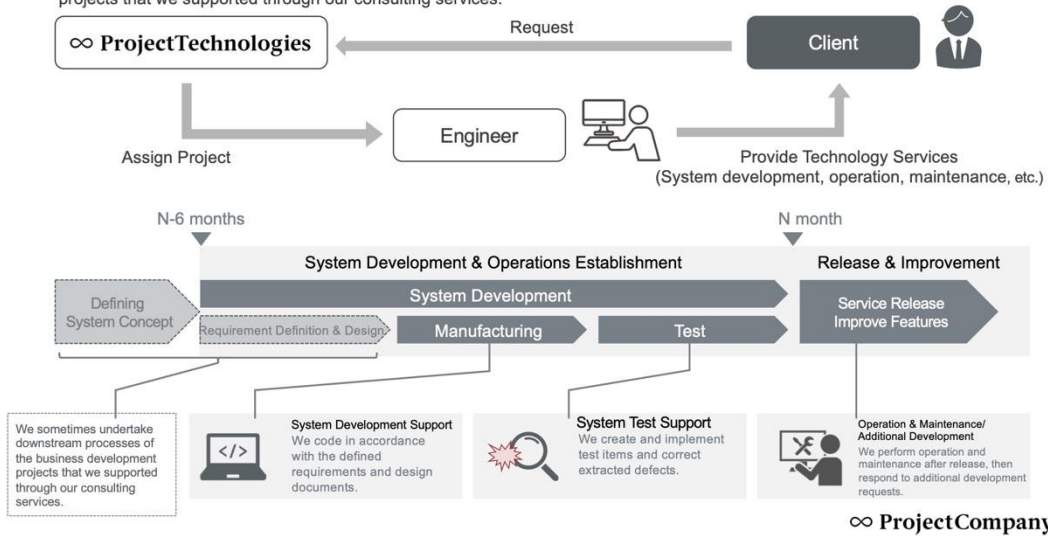 projects that we supported through our consulting services.
∞ ProjectTechnologies
Request
Client
Engineer
Assign Project
Provide Technology Services
(System development, operation, maintenance, etc.)
N-6 months
N month
System Development & Operations Establishment
Release & Improvement
Defining
System Concept
System Development
Service Release
Improve Features
Requirement Definition & Design
Manufacturing
Test
We sometimes undertake
downstream processes of
the business development
projects that we supported
through our consulting
services.
</>
System Development Support
We code in accordance
with the defined
requirements and design
documents.
System Test Support
We create and implement
test items and correct
extracted defects.
Operation & Maintenance/
Additional Development
We perform operation and
maintenance after release, then
respond to additional development
requests.
∞ ProjectCompany